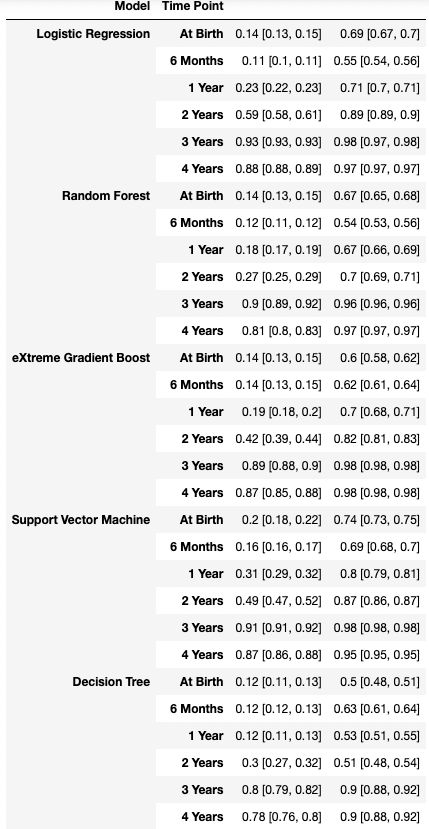 Model Time Point
Logistic Regression At Birth 0.14 [0.13, 0.15] 0.69 [0.67, 0.7]
6 Months 0.11 [0.1, 0.11] 0.55 [0.54, 0.56]
1 Year 0.23 [0.22, 0.23] 0.71 [0.7, 0.71]
2 Years 0.59 [0.58, 0.61] 0.89 [0.89, 0.9]
3 Years 0.93 [0.93, 0.93] 0.98 [0.97, 0.98]
4 Years 0.88 [0.88, 0.89] 0.97 [0.97, 0.97]
Random Forest At Birth 0.14 [0.13, 0.15] 0.67 [0.65, 0.68]
6 Months 0.12 [0.11, 0.12] 0.54 [0.53, 0.56]
1 Year 0.18 [0.17, 0.19] 0.67 [0.66, 0.69]
2 Years 0.27 [0.25, 0.29] 0.7 [0.69, 0.71]
3 Years 0.9 [0.89, 0.92] 0.96 [0.96, 0.96]
4 Years 0.81 [0.8, 0.83] 0.97 [0.97, 0.97]
eXtreme Gradient Boost At Birth 0.14 [0.13, 0.15] 0.6 [0.58, 0.62]
6 Months 0.14 [0.13, 0.15] 0.62 [0.61, 0.64]
1 Year 0.19 [0.18, 0.2] 0.7 [0.68, 0.71]
2 Years 0.42 [0.39, 0.44] 0.82 [0.81, 0.83]
3 Years 0.89 [0.88, 0.9] 0.98 [0.98, 0.98]
4 Years 0.87 [0.85, 0.88] 0.98 [0.98, 0.98]
Support Vector Machine At Birth 0.2 [0.18, 0.22] 0.74 [0.73, 0.75]
6 Months 0.16 [0.16, 0.17] 0.69 [0.68, 0.7]
1 Year 0.31 [0.29, 0.32] 0.8 [0.79, 0.81]
2 Years 0.49 [0.47, 0.52] 0.87 [0.86, 0.87]
3 Years 0.91 [0.91, 0.92] 0.98 [0.98, 0.98]
4 Years 0.87 [0.86, 0.88] 0.95 [0.95, 0.95]
Decision Tree At Birth 0.12 [0.11, 0.13] 0.5 [0.48, 0.51]
6 Months 0.12 [0.12, 0.13] 0.63 [0.61, 0.64]
1 Year 0.12 [0.11, 0.13] 0.53 [0.51, 0.55]
2 Years 0.3 [0.27, 0.32] 0.51 [0.48, 0.54]
3 Years 0.8 [0.79, 0.82] 0.9 [0.88, 0.92]
4 Years 0.78 [0.76, 0.8] 0.9 [0.88, 0.92]